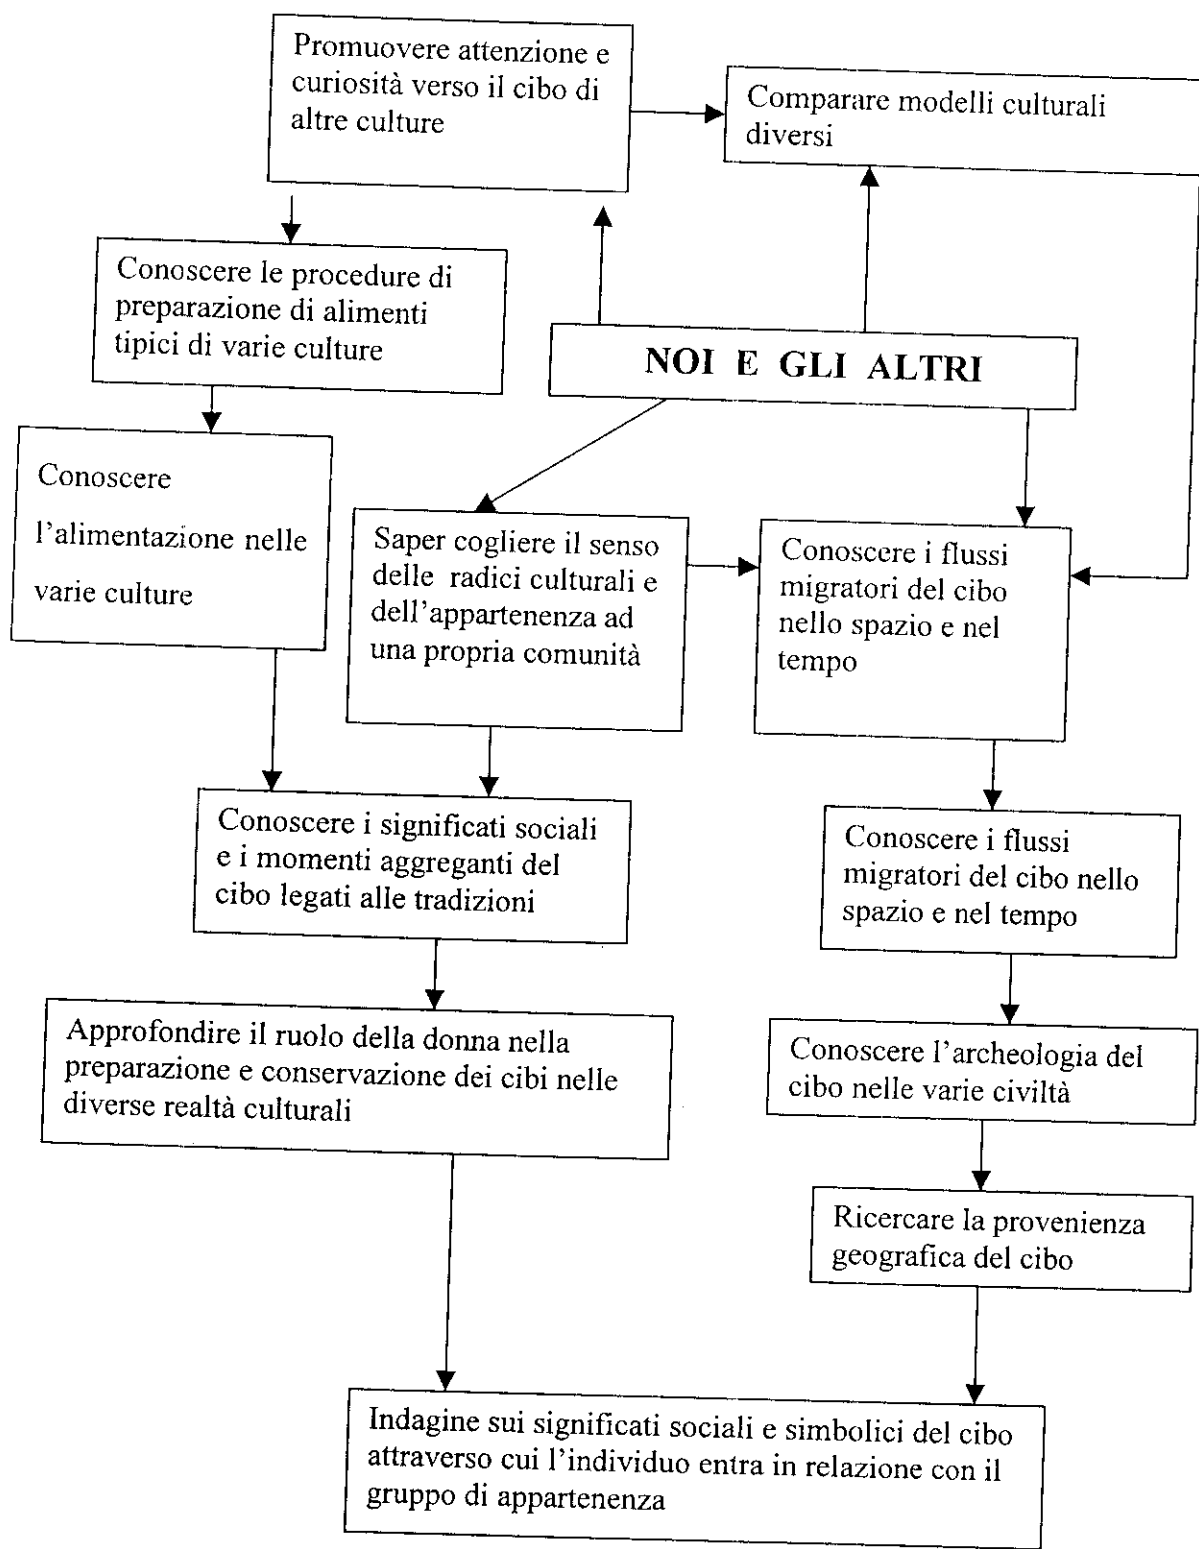 Promuovere attenzione e
curiosità verso il cibo di
altre culture
Comparare modelli culturali
diversi
Conoscere le procedure di
preparazione di alimenti
tipici di varie culture
NOI E GLI ALTRI
Conoscere
l'alimentazione nelle
varie culture
Saper cogliere il senso
delle radici culturali e
dell'appartenenza ad
una propria comunità
Conoscere i flussi
migratori del cibo
nello spazio e nel
tempo
Conoscere i significati sociali
e i momenti aggreganti del
cibo legati alle tradizioni
Conoscere i flussi
migratori del cibo nello
spazio e nel tempo
Approfondire il ruolo della donna nella
preparazione e conservazione dei cibi nelle
diverse realtà culturali
Conoscere l'archeologia del
cibo nelle varie civiltà
Ricercare la provenienza
geografica del cibo
Indagine sui significati sociali e simbolici del cibo
attraverso cui l'individuo entra in relazione con il
gruppo di appartenenza